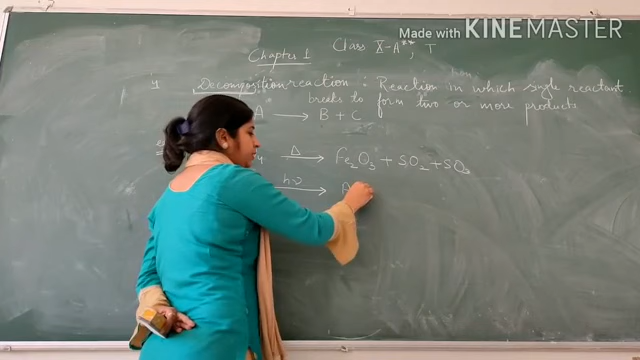 Made with KINEMASTER
Chapter 1 Class X-A**, T
Decomposition reaction : Reaction in which single reactant
breaks to form two or more products
A ⟶ B + C
Δ ⟶ Fe₂O₃ + SO₂ + SO₃
hν ⟶ A